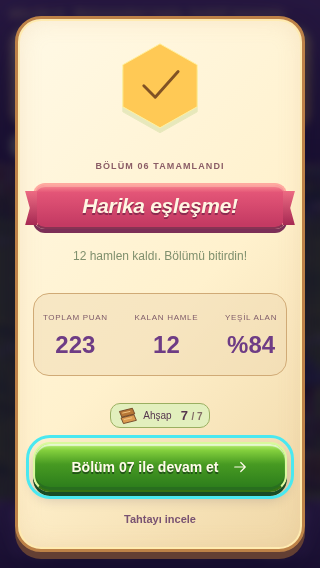 BÖLÜM 06 TAMAMLANDI
Harika eşleşme!
12 hamlen kaldı. Bölümü bitirdin!
TOPLAM PUAN KALAN HAMLE YEŞİL ALAN
223 12 %84
Ahşap 7 / 7
Bölüm 07 ile devam et →
Tahtayı incele